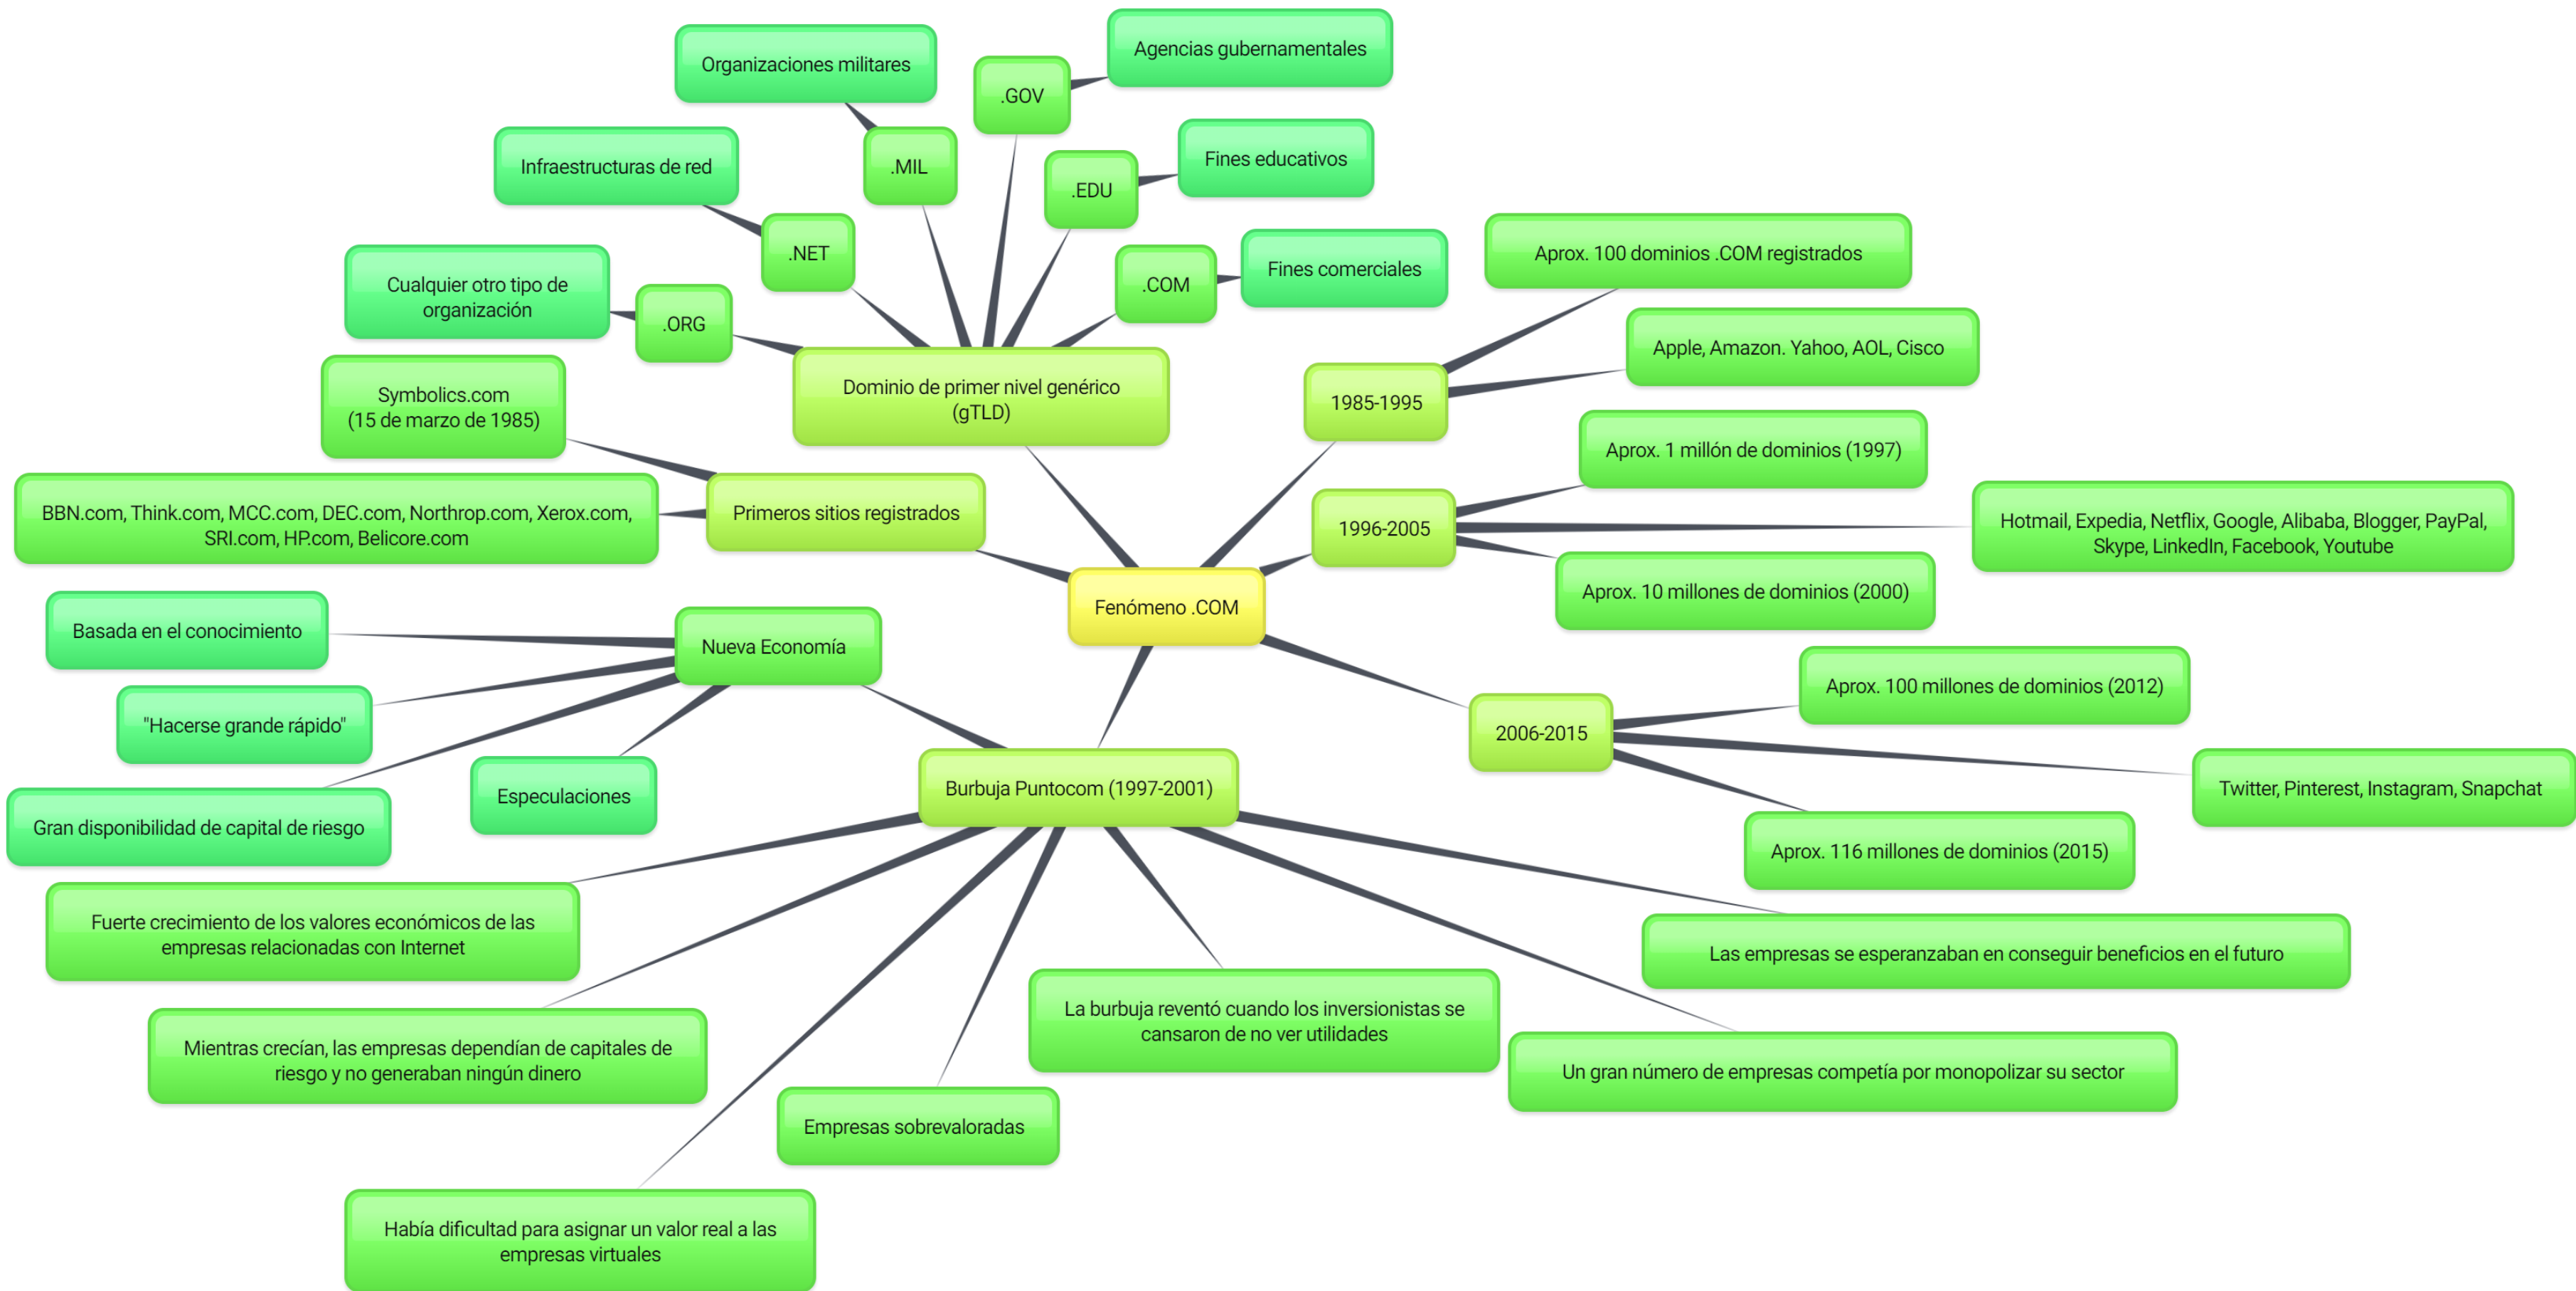 Agencias gubernamentales
Organizaciones militares
.GOV
Fines educativos
Infraestructuras de red
.MIL
.EDU
.NET
Aprox. 100 dominios .COM registrados
Cualquier otro tipo de
organización
.COM
Fines comerciales
.ORG
Apple, Amazon. Yahoo, AOL, Cisco
Symbolics.com
(15 de marzo de 1985)
Dominio de primer nivel genérico
(gTLD)
1985-1995
Aprox. 1 millón de dominios (1997)
BBN.com, Think.com, MCC.com, DEC.com, Northrop.com, Xerox.com,
SRI.com, HP.com, Belicore.com
Primeros sitios registrados
1996-2005
Hotmail, Expedia, Netflix, Google, Alibaba, Blogger, PayPal,
Skype, LinkedIn, Facebook, Youtube
Aprox. 10 millones de dominios (2000)
Fenómeno .COM
Basada en el conocimiento
Nueva Economía
Aprox. 100 millones de dominios (2012)
"Hacerse grande rápido"
2006-2015
Burbuja Puntocom (1997-2001)
Twitter, Pinterest, Instagram, Snapchat
Especulaciones
Gran disponibilidad de capital de riesgo
Aprox. 116 millones de dominios (2015)
Fuerte crecimiento de los valores económicos de las
empresas relacionadas con Internet
Las empresas se esperanzaban en conseguir beneficios en el futuro
La burbuja reventó cuando los inversionistas se
cansaron de no ver utilidades
Mientras crecían, las empresas dependían de capitales de
riesgo y no generaban ningún dinero
Un gran número de empresas competía por monopolizar su sector
Empresas sobrevaloradas
Había dificultad para asignar un valor real a las
empresas virtuales